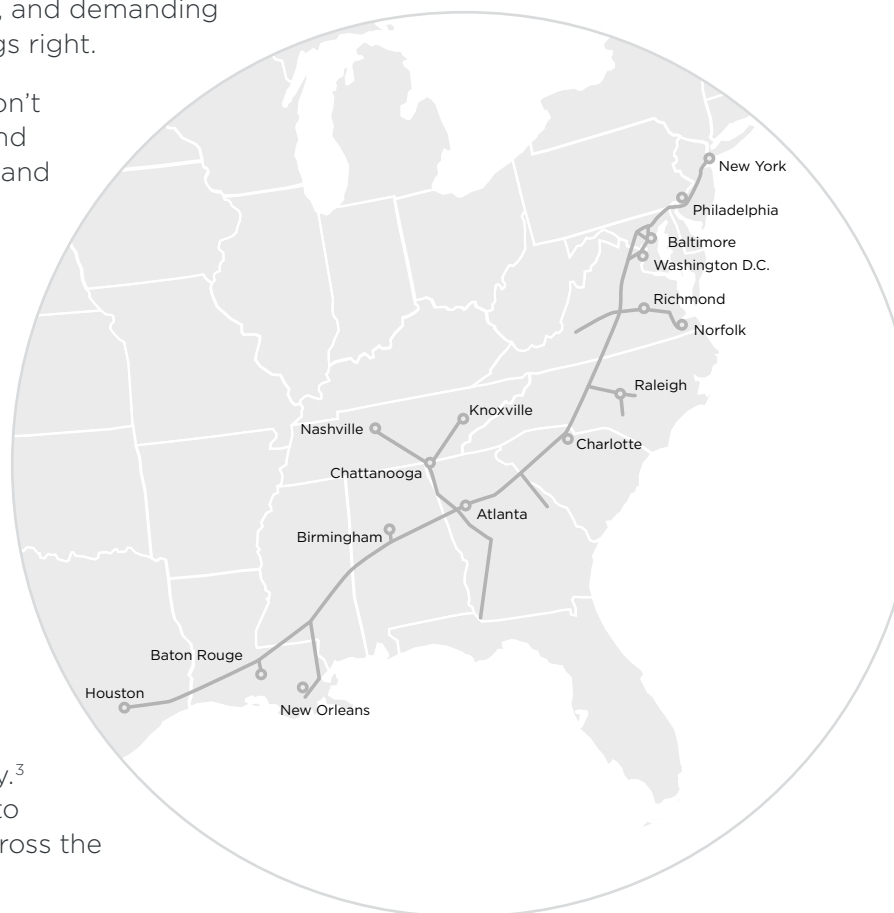 , and demanding
gs right.
on't
nd
and
New York
Philadelphia
Baltimore
Washington D.C.
Richmond
Norfolk
Raleigh
Knoxville
Nashville
Charlotte
Chattanooga
Atlanta
Birmingham
Baton Rouge
Houston
New Orleans
y.³
to
ross the